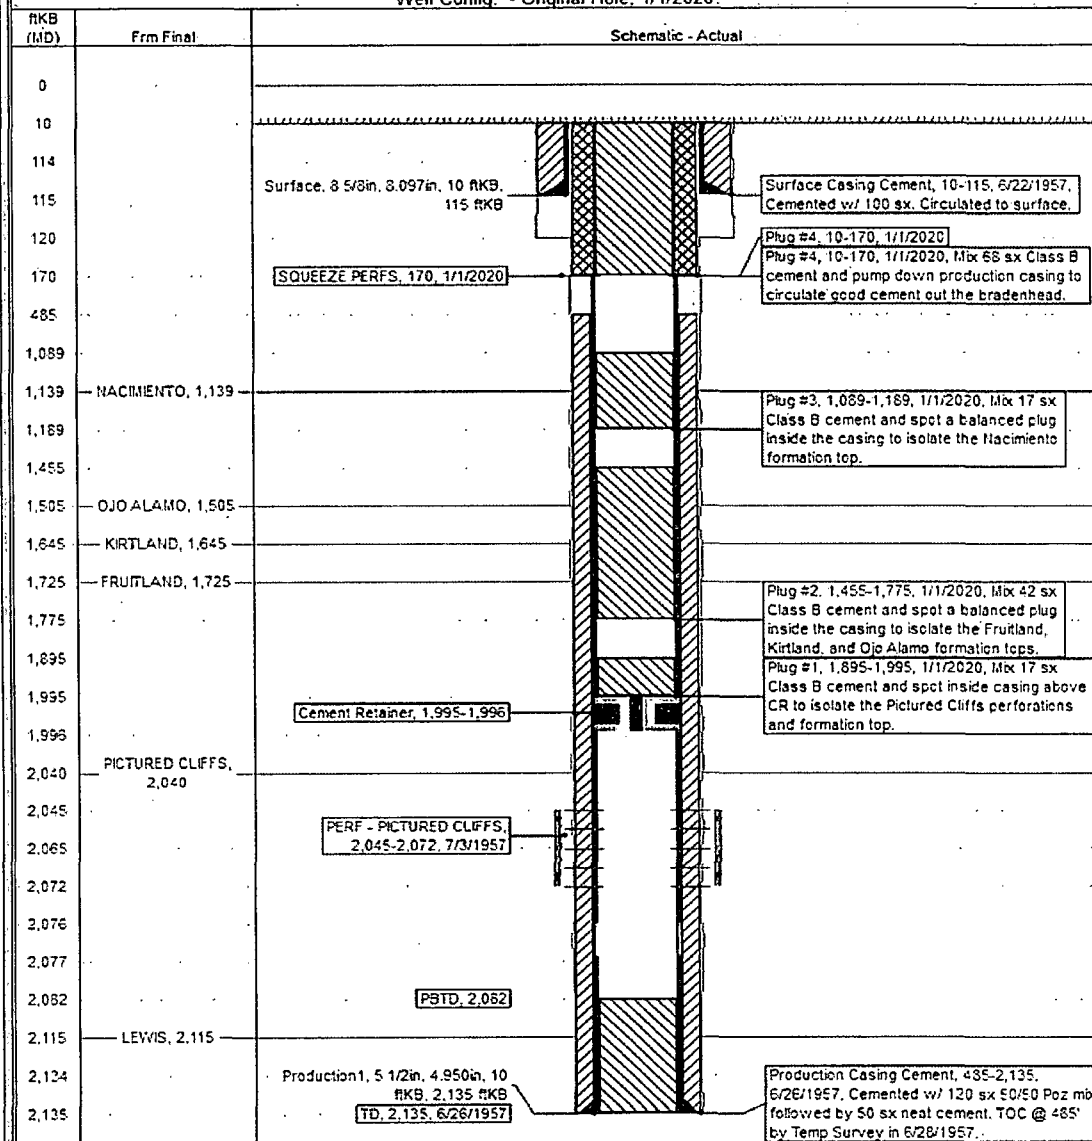 Well Config: - Original Hole, 1/1/2020.
ftKB
(MD)
Frm Final
Schematic - Actual
0
10
114
115
120
170
485
1,089
1,139
1,189
1,455
1,505
1,645
1,725
1,775
1,895
1,995
1,996
2,040
2,045
2,065
2,072
2,076
2,077
2,082
2,115
2,134
2,135
NACIMIENTO, 1,139
OJO ALAMO, 1,505
KIRTLAND, 1,645
FRUITLAND, 1,725
PICTURED CLIFFS,
2,040
LEWIS, 2,115
Surface, 8 5/8in, 8.097in, 10 ftKB,
115 ftKB
SQUEEZE PERFS, 170, 1/1/2020
Cement Retainer, 1,995-1,996
PERF - PICTURED CLIFFS,
2,045-2,072, 7/3/1957
PBTD, 2,082
Production1, 5 1/2in, 4.950in, 10
ftKB, 2,135 ftKB
TD, 2,135, 6/26/1957
Surface Casing Cement, 10-115, 6/22/1957,
Cemented w/ 100 sx. Circulated to surface.
Plug #4, 10-170, 1/1/2020
Plug #4, 10-170, 1/1/2020, Mix 68 sx Class B
cement and pump down production casing to
circulate good cement out the bradenhead.
Plug #3, 1,089-1,189, 1/1/2020, Mix 17 sx
Class B cement and spot a balanced plug
inside the casing to isolate the Nacimiento
formation top.
Plug #2, 1,455-1,775, 1/1/2020, Mix 42 sx
Class B cement and spot a balanced plug
inside the casing to isolate the Fruitland,
Kirtland, and Ojo Alamo formation tops.
Plug #1, 1,895-1,995, 1/1/2020, Mix 17 sx
Class B cement and spot inside casing above
CR to isolate the Pictured Cliffs perforations
and formation top.
Production Casing Cement, 485-2,135,
6/26/1957, Cemented w/ 120 sx 50/50 Poz mix
followed by 50 sx neat cement. TOC @ 485'
by Temp Survey in 6/28/1957.